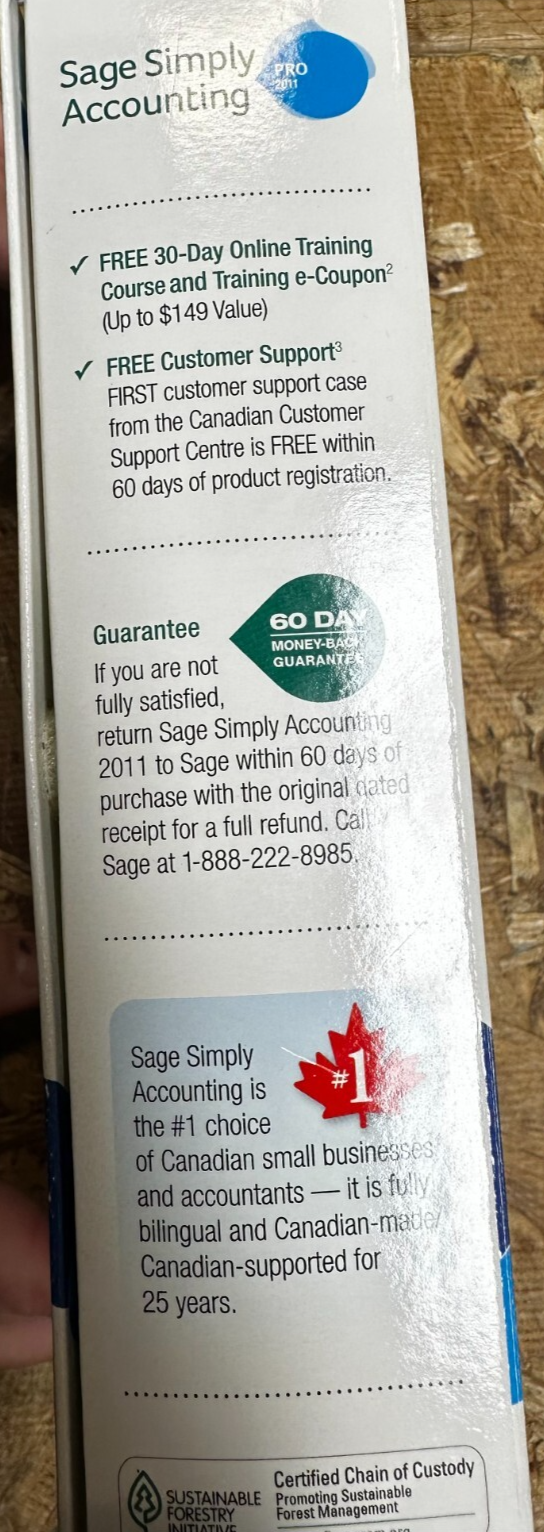 Sage Simply
Accounting
PRO
2011
✓ FREE 30-Day Online Training
Course and Training e-Coupon²
(Up to $149 Value)
✓ FREE Customer Support³
FIRST customer support case
from the Canadian Customer
Support Centre is FREE within
60 days of product registration.
Guarantee
60 DAY
MONEY-BACK
GUARANTEE
If you are not
fully satisfied,
return Sage Simply Accounting
2011 to Sage within 60 days of
purchase with the original dated
receipt for a full refund. Call
Sage at 1-888-222-8985.
#1
Sage Simply
Accounting is
the #1 choice
of Canadian small businesses
and accountants — it is fully
bilingual and Canadian-made/
Canadian-supported for
25 years.
SUSTAINABLE
FORESTRY
INITIATIVE
Certified Chain of Custody
Promoting Sustainable
Forest Management